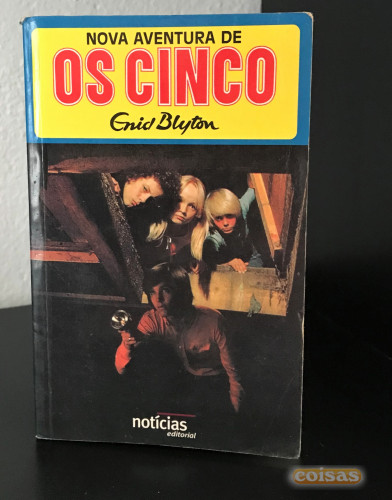 NOVA AVENTURA DE
OS CINCO
Enid Blyton
notícias
editorial
coisas